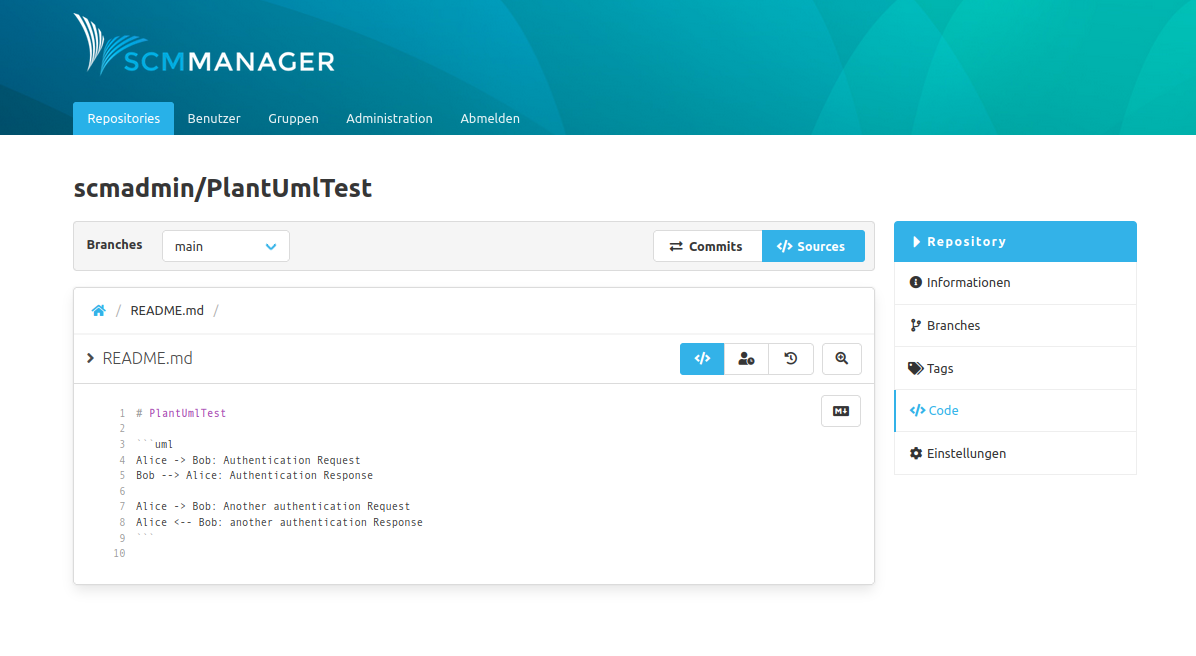 SCMMANAGER
Repositories Benutzer Gruppen Administration Abmelden
scmadmin/PlantUmlTest
Branches main Commits </> Sources
/ README.md /
README.md </>
M↓
1 # PlantUmlTest
2
3 ```uml
4 Alice -> Bob: Authentication Request
5 Bob --> Alice: Authentication Response
6
7 Alice -> Bob: Another authentication Request
8 Alice <-- Bob: another authentication Response
9 ```
10
Repository
Informationen
Branches
Tags
</> Code
Einstellungen